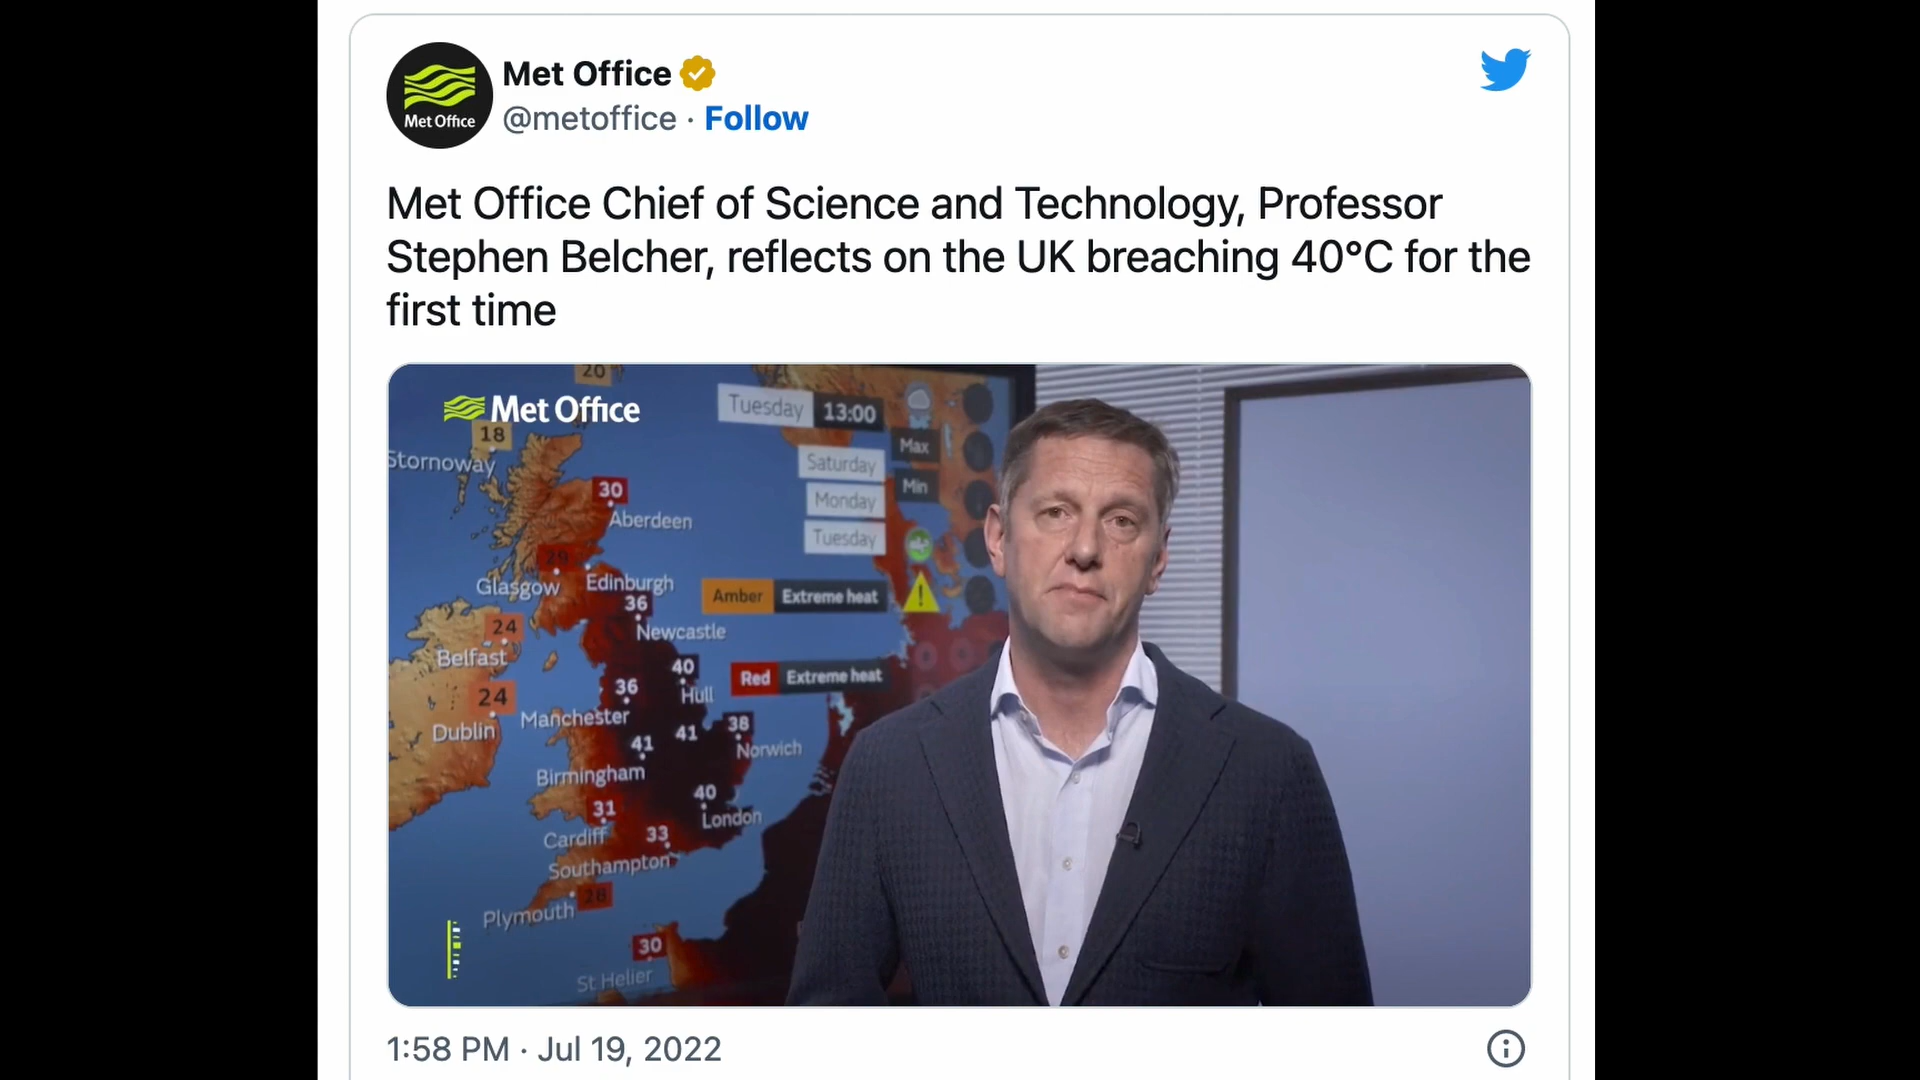 Met Office
@metoffice · Follow
Met Office
Met Office Chief of Science and Technology, Professor
Stephen Belcher, reflects on the UK breaching 40°C for the
first time
20
Met Office
Tuesday 13:00
18
Stornoway
Max
Saturday
Min
30
Monday
Aberdeen
Tuesday
29
Glasgow
Edinburgh
Amber Extreme heat
36
Newcastle
24
Belfast
40
Hull
Red Extreme heat
36
Manchester
24
Dublin
41
38
Norwich
41
Birmingham
40
London
31
Cardiff
33
Southampton
26
Plymouth
30
St Helier
1:58 PM · Jul 19, 2022